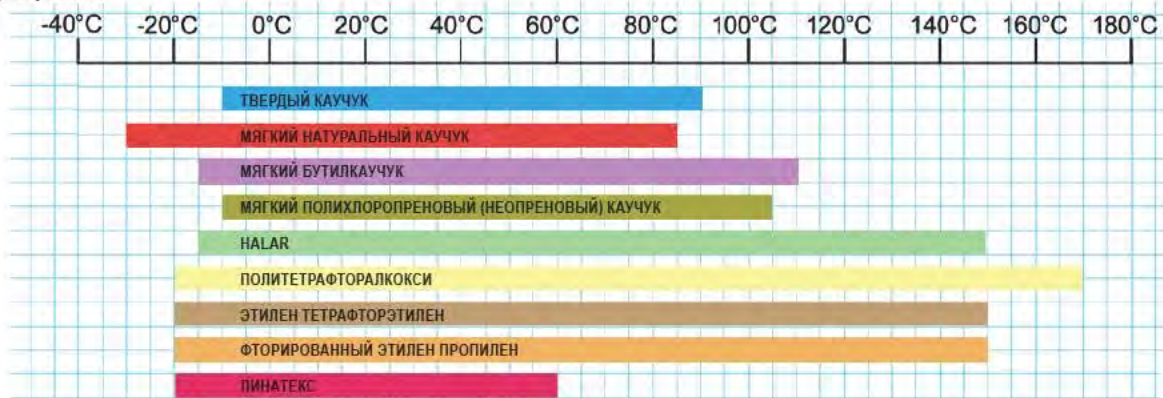 -40°C -20°C 0°C 20°C 40°C 60°C 80°C 100°C 120°C 140°C 160°C 180°C
ТВЕРДЫЙ КАУЧУК
МЯГКИЙ НАТУРАЛЬНЫЙ КАУЧУК
МЯГКИЙ БУТИЛКАУЧУК
МЯГКИЙ ПОЛИХЛОРОПРЕНОВЫЙ (НЕОПРЕНОВЫЙ) КАУЧУК
HALAR
ПОЛИТЕТРАФТОРАЛКОКСИ
ЭТИЛЕН ТЕТРАФТОРЭТИЛЕН
ФТОРИРОВАННЫЙ ЭТИЛЕН ПРОПИЛЕН
ЛИНАТЕКС